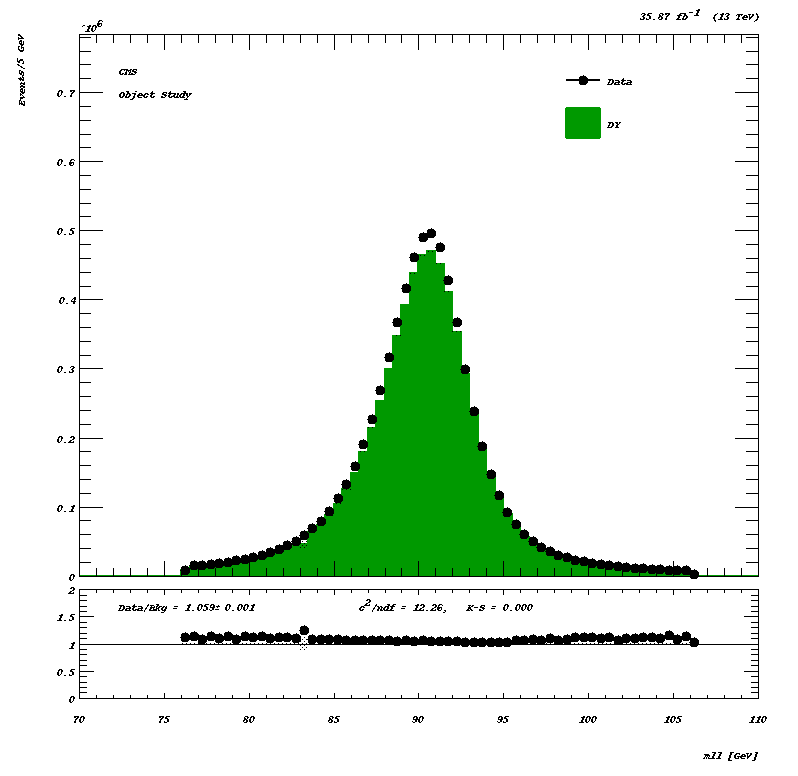 35.87 fb-1 (13 TeV)
´10^6
Events/5 GeV
CMS
Object Study
Data
DY
0.7
0.6
0.5
0.4
0.3
0.2
0.1
0
Data/Bkg = 1.059± 0.001 c2/ndf = 12.26, K-S = 0.000
2
1.5
1
0.5
0
70 75 80 85 90 95 100 105 110
mll [GeV]